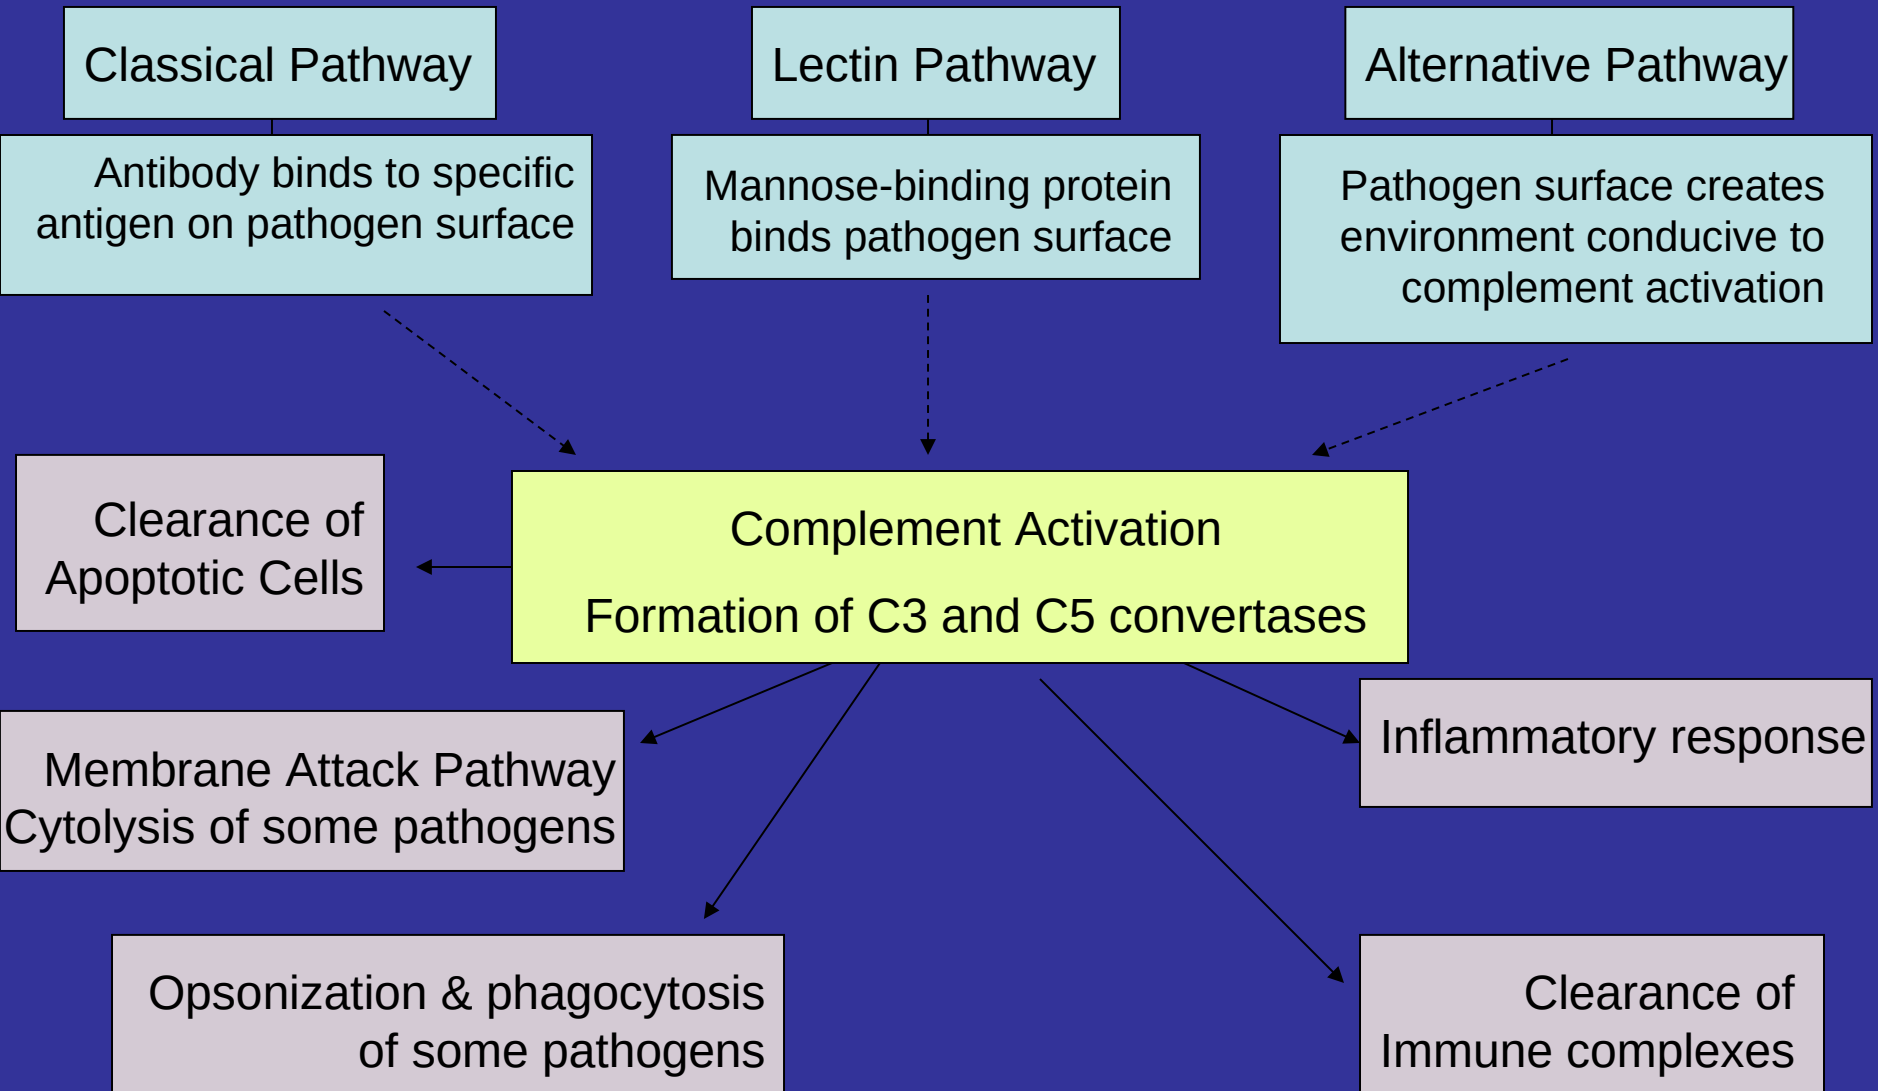 Classical Pathway
Lectin Pathway
Alternative Pathway
Antibody binds to specific
antigen on pathogen surface
Mannose-binding protein
binds pathogen surface
Pathogen surface creates
environment conducive to
complement activation
Clearance of
Apoptotic Cells
Complement Activation
Formation of C3 and C5 convertases
Membrane Attack Pathway
Cytolysis of some pathogens
Inflammatory response
Opsonization & phagocytosis
of some pathogens
Clearance of
Immune complexes